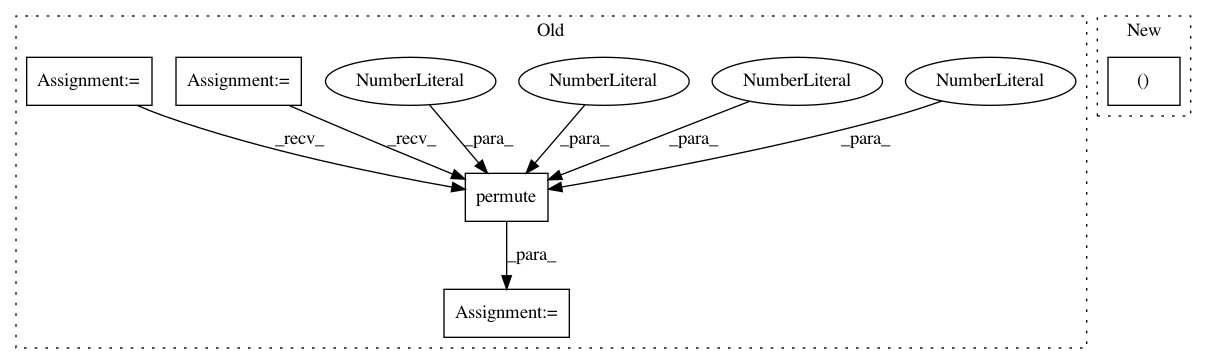 Old
New
Assignment:=
Assignment:=
NumberLiteral
NumberLiteral
NumberLiteral
NumberLiteral
()
_recv_
_recv_
_para_
_para_
_para_
_para_
permute
_para_
Assignment:=